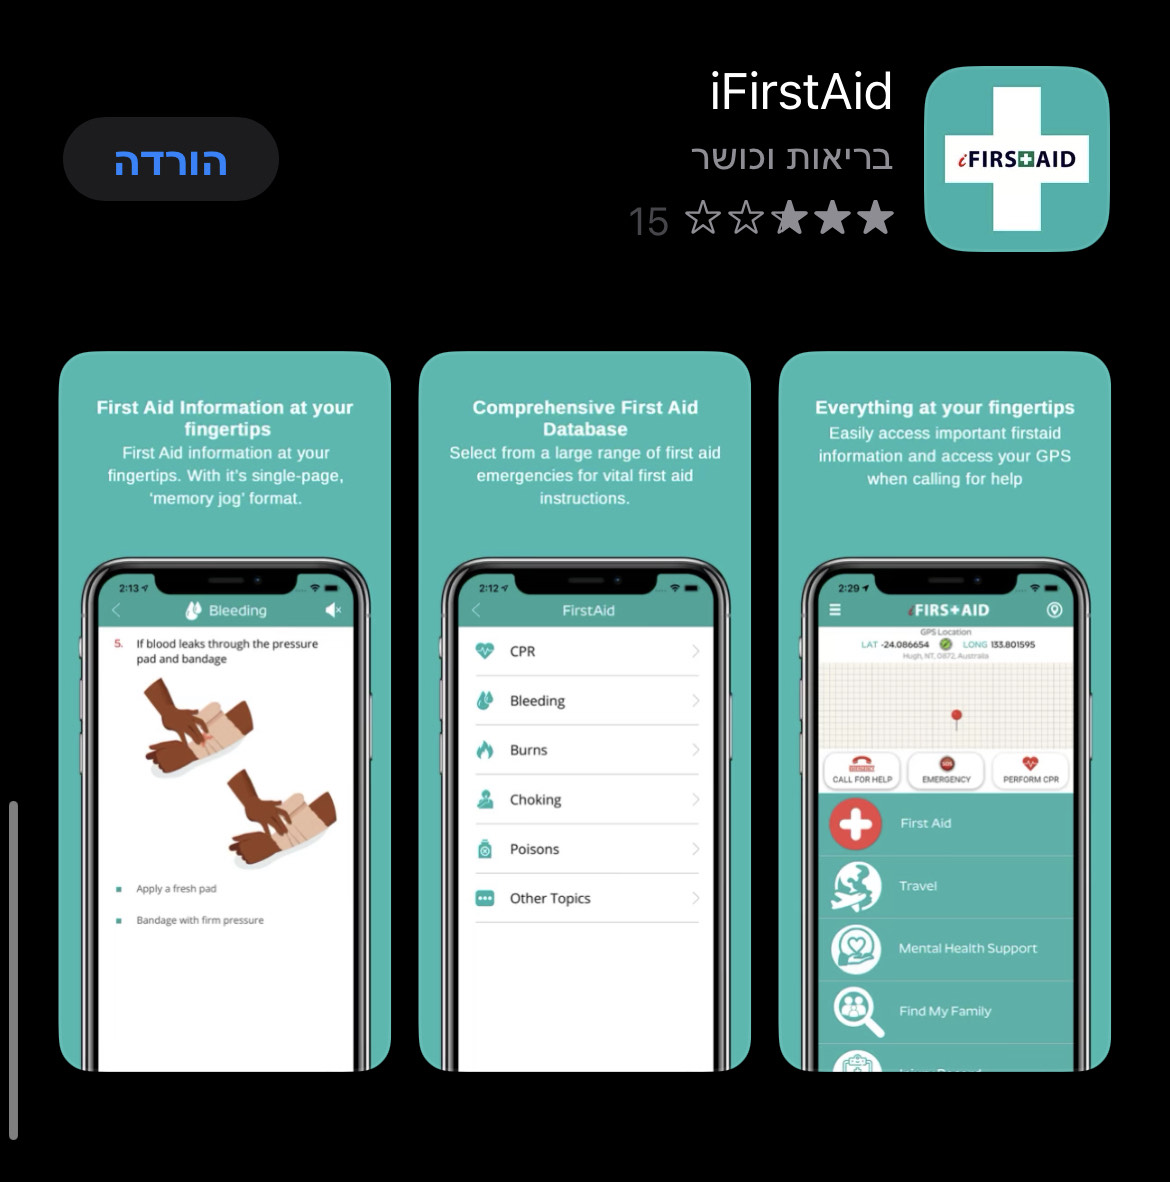 iFirstAid
בריאות וכושר
15
הורדה
iFIRST AID
First Aid Information at your
fingertips
First Aid information at your
fingertips. With it's single-page,
'memory jog' format.
2:13
Bleeding
5. If blood leaks through the pressure
pad and bandage
Apply a fresh pad
Bandage with firm pressure
Comprehensive First Aid
Database
Select from a large range of first aid
emergencies for vital first aid
instructions.
2:12
FirstAid
CPR
Bleeding
Burns
Choking
Poisons
Other Topics
Everything at your fingertips
Easily access important firstaid
information and access your GPS
when calling for help
2:29
iFIRST AID
GPS Location
LAT -24.086654 LONG 133.801595
Hugh, NT, 0872, Australia
CALL FOR HELP
EMERGENCY
PERFORM CPR
First Aid
Travel
Mental Health Support
Find My Family